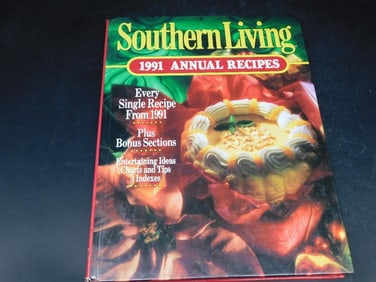 Southern Living
1991 ANNUAL RECIPES
Every
Single Recipe
From 1991
Plus
Bonus Sections
Entertaining Ideas
Charts and Tips
3 Indexes